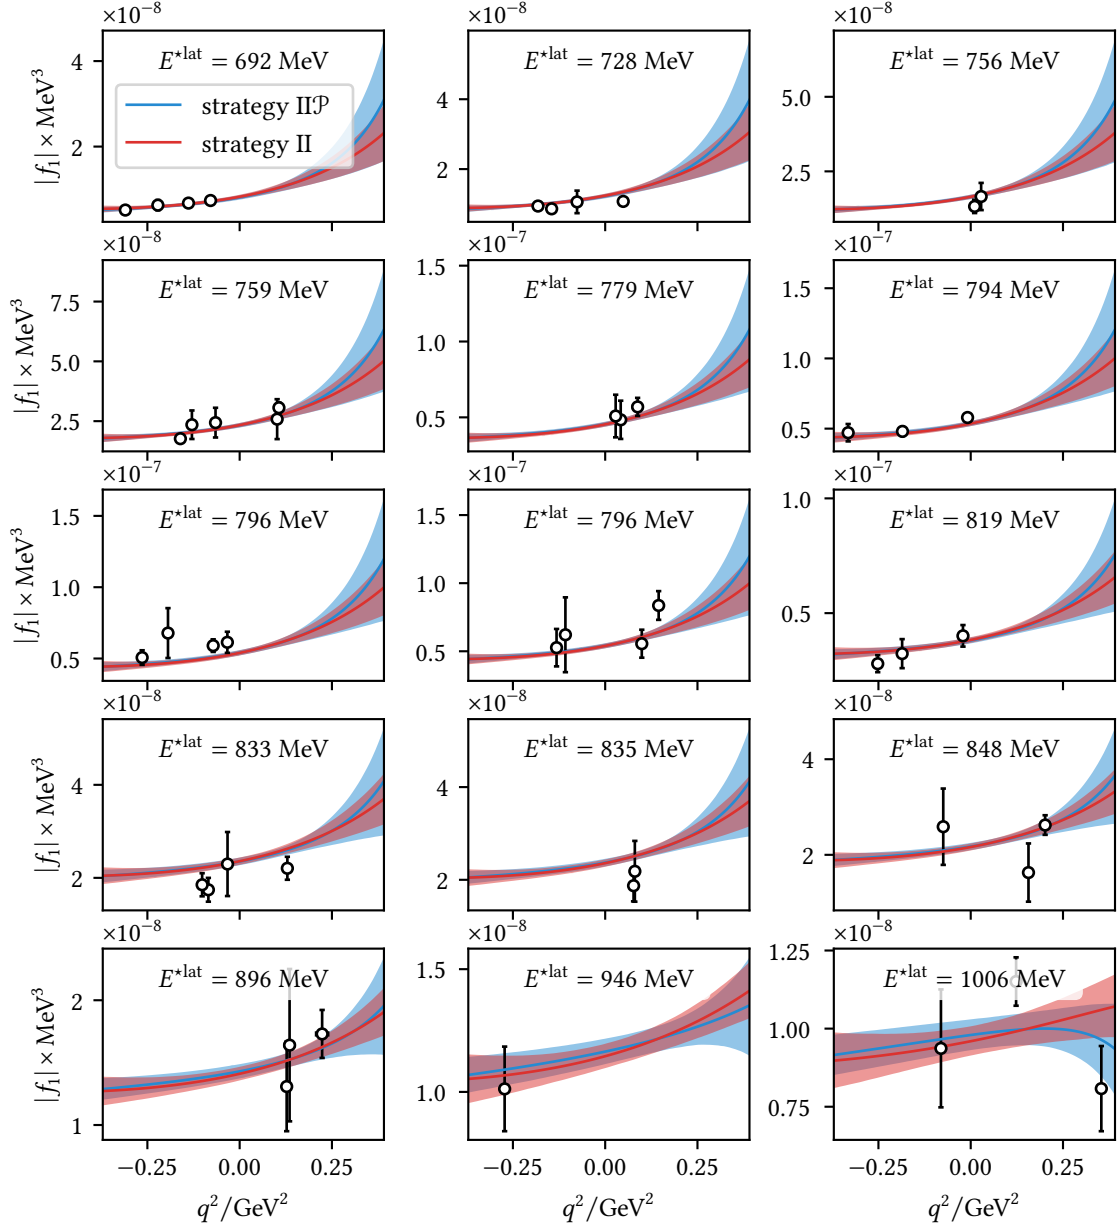 ×10⁻⁸ ×10⁻⁸ ×10⁻⁸
|f₁| × MeV³
4
2
E⋆lat = 692 MeV
strategy II𝒫
strategy II
4
2
E⋆lat = 728 MeV
5.0
2.5
E⋆lat = 756 MeV
×10⁻⁸ ×10⁻⁷ ×10⁻⁷
|f₁| × MeV³
7.5
5.0
2.5
E⋆lat = 759 MeV
1.5
1.0
0.5
E⋆lat = 779 MeV
1.5
1.0
0.5
E⋆lat = 794 MeV
×10⁻⁷ ×10⁻⁷ ×10⁻⁷
|f₁| × MeV³
1.5
1.0
0.5
E⋆lat = 796 MeV
1.5
1.0
0.5
E⋆lat = 796 MeV
1.0
0.5
E⋆lat = 819 MeV
×10⁻⁸ ×10⁻⁸ ×10⁻⁸
|f₁| × MeV³
4
2
E⋆lat = 833 MeV
4
2
E⋆lat = 835 MeV
4
2
E⋆lat = 848 MeV
×10⁻⁸ ×10⁻⁸ ×10⁻⁸
|f₁| × MeV³
2
1
E⋆lat = 896 MeV
1.5
1.0
E⋆lat = 946 MeV
1.25
1.00
0.75
E⋆lat = 1006 MeV
−0.25 0.00 0.25
−0.25 0.00 0.25
−0.25 0.00 0.25
q²/GeV² q²/GeV² q²/GeV²